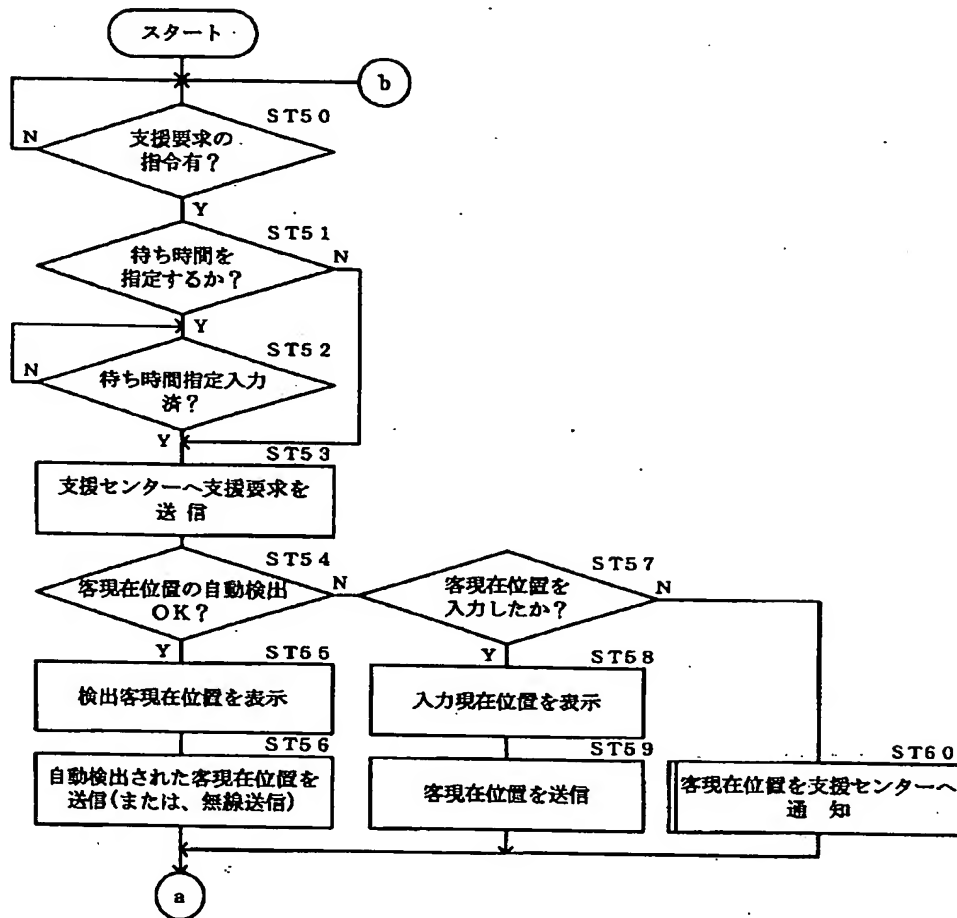 スタート
b
ST50
N
支援要求の
指令有?
Y
ST51
待ち時間を
指定するか?
N
Y
ST52
N
待ち時間指定入力
済?
Y
ST53
支援センターへ支援要求を
送 信
ST54
客現在位置の自動検出
OK?
N
ST57
客現在位置を
入力したか?
N
Y
ST55
検出客現在位置を表示
Y
ST58
入力現在位置を表示
ST56
自動検出された客現在位置を
送信(または、無線送信)
ST59
客現在位置を送信
ST60
客現在位置を支援センターへ
通 知
a